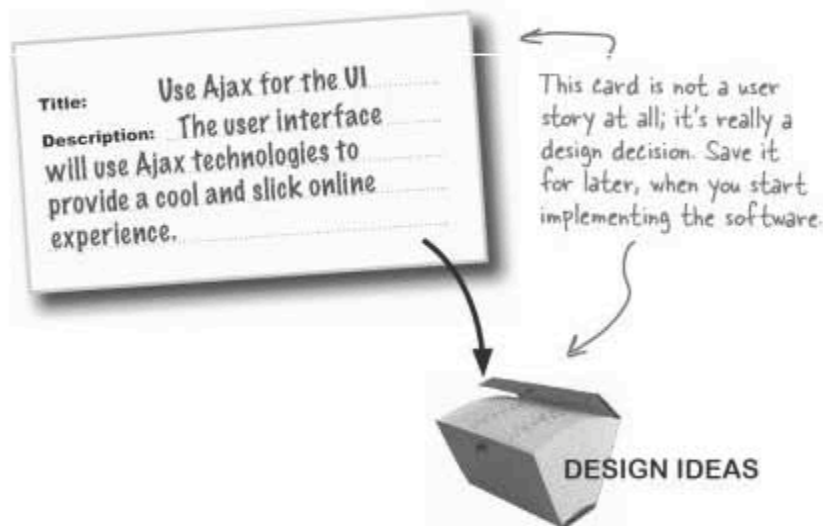 Title: Use Ajax for the UI
Description: The user interface
will use Ajax technologies to
provide a cool and slick online
experience.
This card is not a user
story at all; it's really a
design decision. Save it
for later, when you start
implementing the software.
DESIGN IDEAS